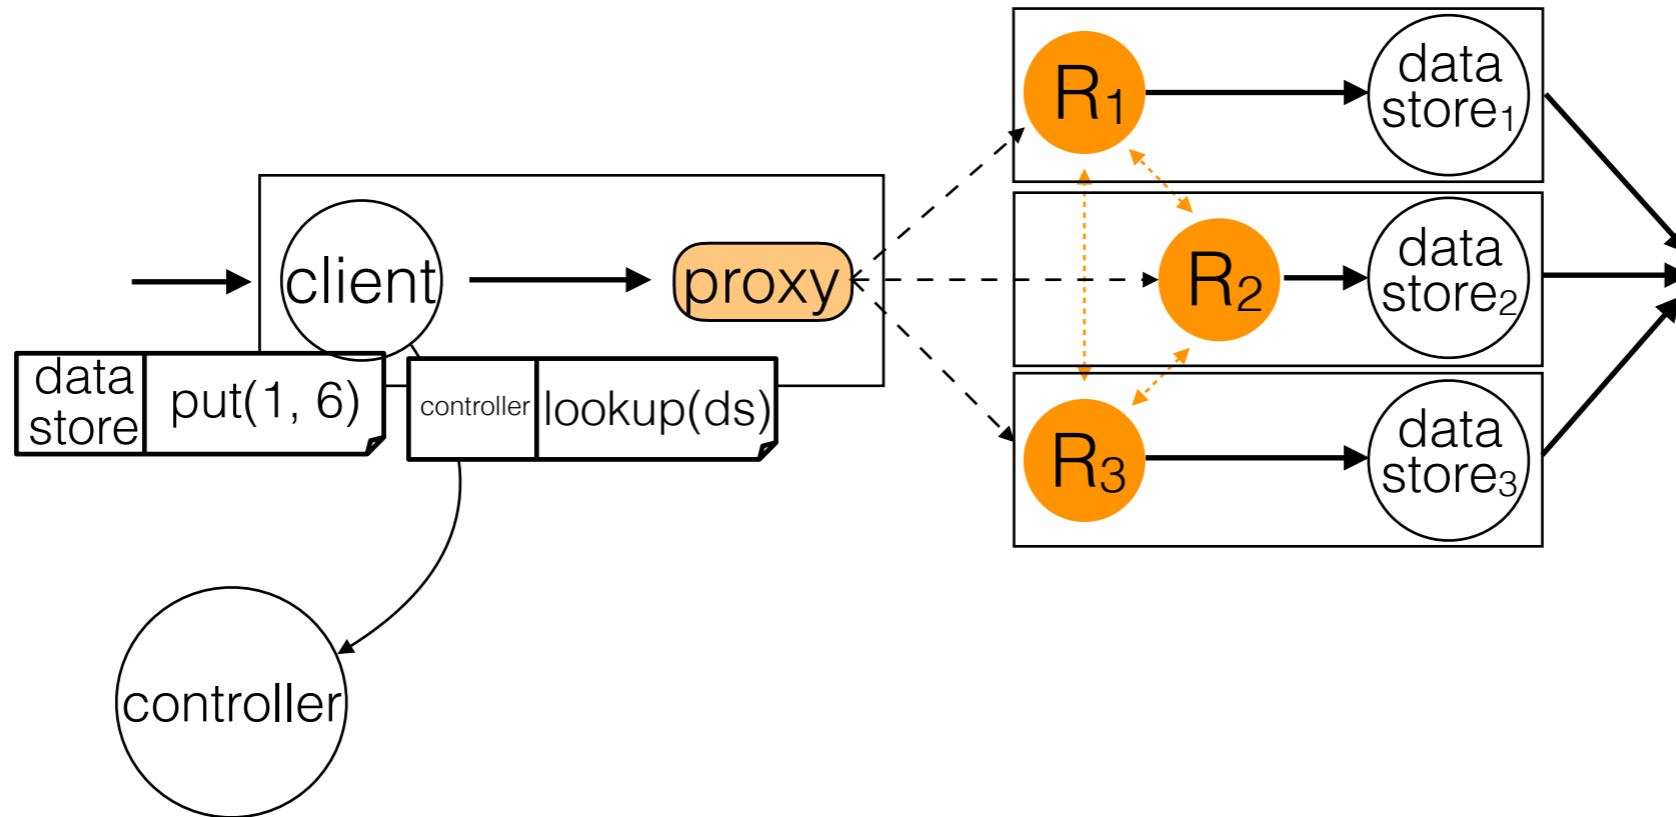 R₁
data
store₁
client
proxy
R₂
data
store₂
data
store
put(1, 6)
controller
lookup(ds)
R₃
data
store₃
controller